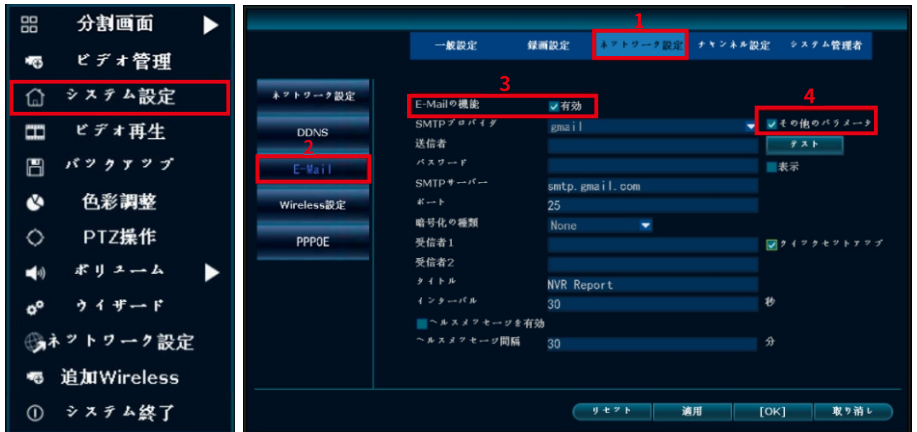 分割画面
ビデオ管理
システム設定
ビデオ再生
バックアップ
色彩調整
PTZ操作
ボリューム
ウィザード
ネットワーク設定
追加Wireless
システム終了
1
一般設定 録画設定 ネットワーク設定 チャンネル設定 システム管理者
ネットワーク設定
DDNS
2
E-Mail
Wireless設定
PPPOE
3
4
E-Mailの機能 有効
SMTPプロバイダ gmail その他のパラメータ
送信者 テスト
パスワード 表示
SMTPサーバー smtp.gmail.com
ポート 25
暗号化の種類 None
受信者1 クイックセットアップ
受信者2
タイトル NVR Report
インターバル 30 秒
ヘルスメッセージを有効
ヘルスメッセージ間隔 30 分
リセット 適用 [OK] 取り消し